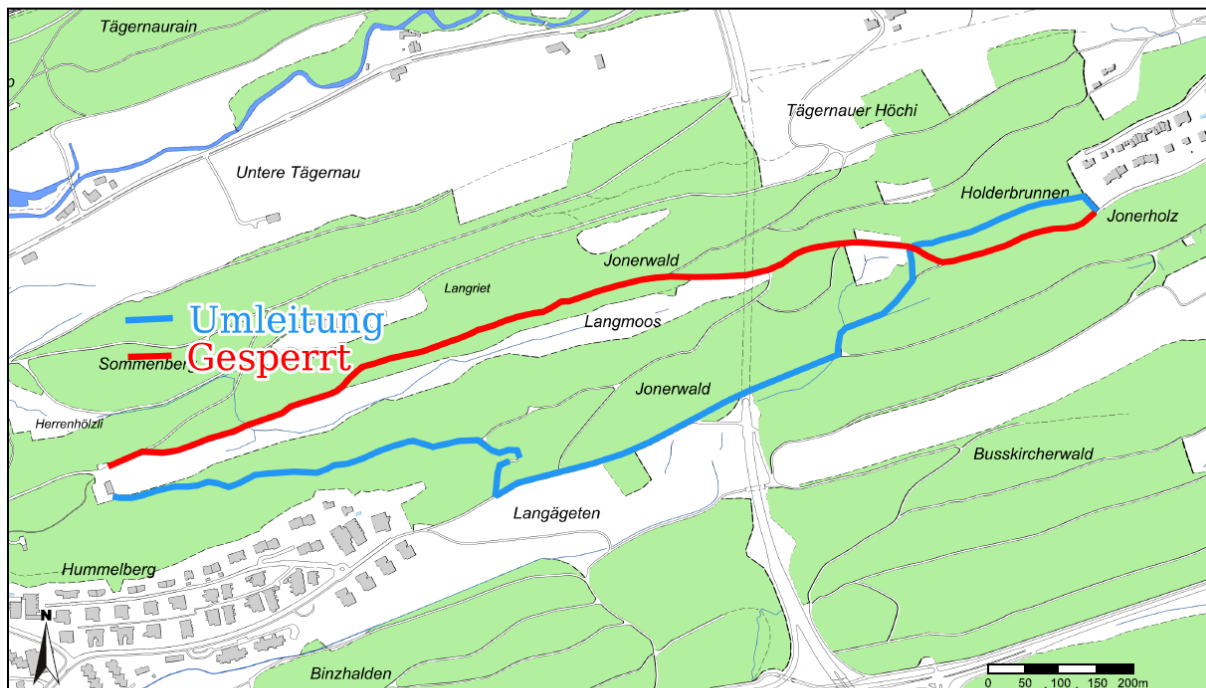 Tägernaurain
Tägernauer Höchi
Untere Tägernau
Holderbrunnen
Jonerholz
Jonerwald
Langriet
Langmoos
Umleitung
Gesperrt
Sommenberg
Jonerwald
Herrenhölzli
Busskircherwald
Langägeten
Hummelberg
N
Binzhalden
0 50 100 150 200m